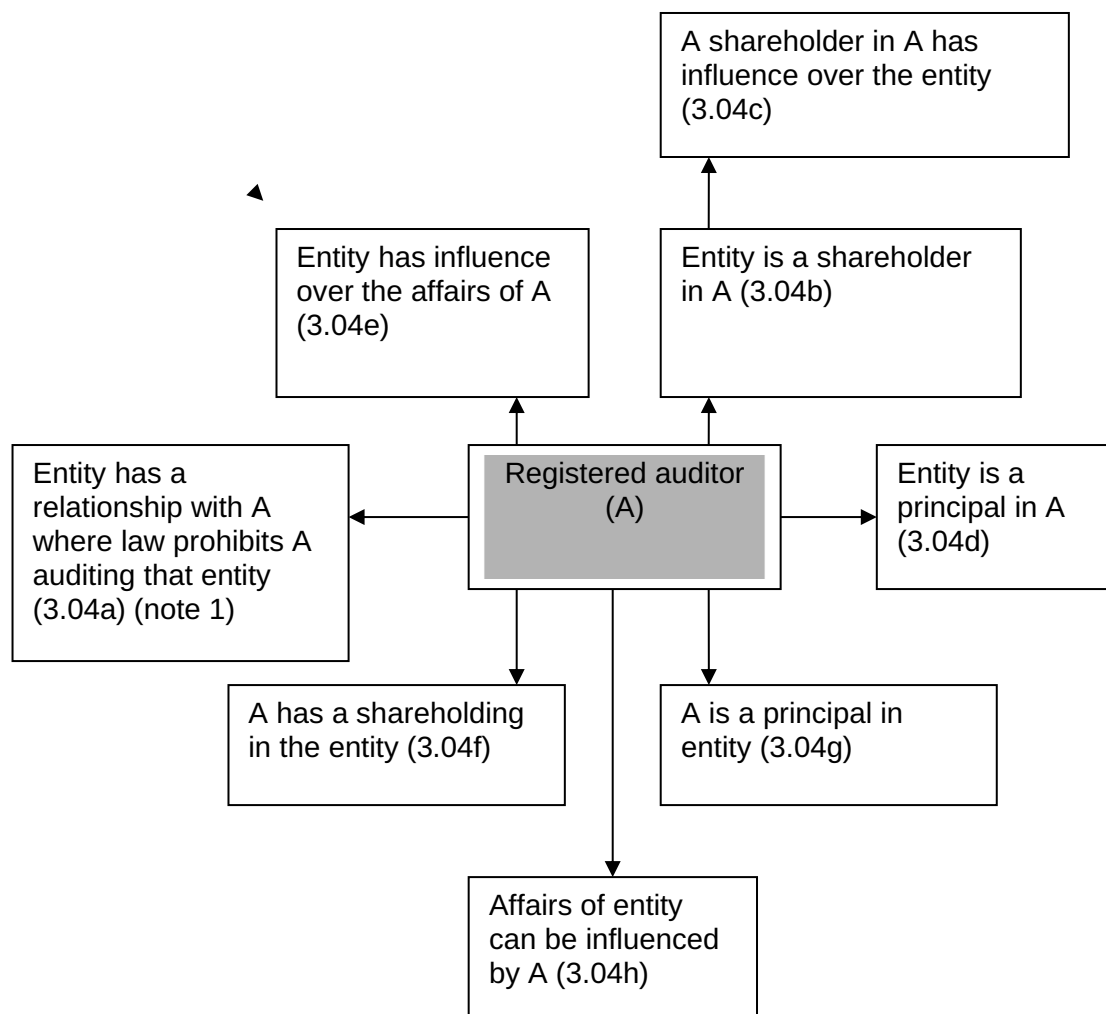 A shareholder in A has
influence over the entity
(3.04c)
Entity has influence
over the affairs of A
(3.04e)
Entity is a shareholder
in A (3.04b)
Entity has a
relationship with A
where law prohibits A
auditing that entity
(3.04a) (note 1)
Registered auditor
(A)
Entity is a
principal in A
(3.04d)
A has a shareholding
in the entity (3.04f)
A is a principal in
entity (3.04g)
Affairs of entity
can be influenced
by A (3.04h)